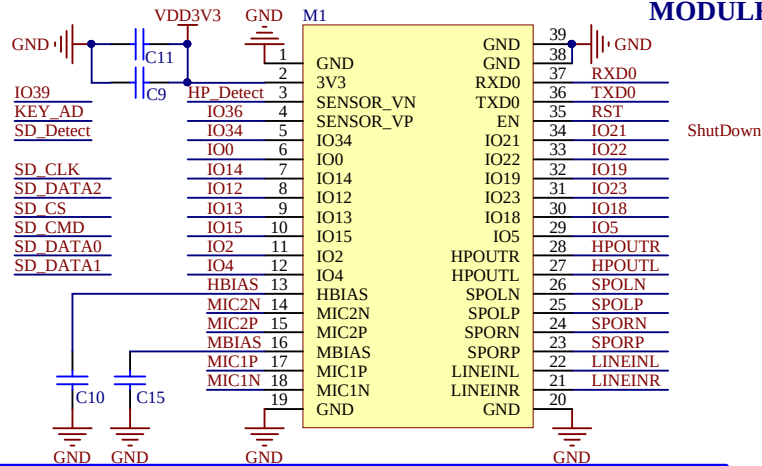 MODULE
VDD3V3 GND M1
GND C11 39 GND GND
1 GND GND 38
2 3V3 RXD0 37 RXD0
C9
IO39 HP_Detect 3 SENSOR_VN TXD0 36 TXD0
KEY_AD IO36 4 SENSOR_VP EN 35 RST
SD_Detect IO34 5 IO34 IO21 34 IO21 ShutDown
IO0 6 IO0 IO22 33 IO22
SD_CLK IO14 7 IO14 IO19 32 IO19
SD_DATA2 IO12 8 IO12 IO23 31 IO23
SD_CS IO13 9 IO13 IO18 30 IO18
SD_CMD IO15 10 IO15 IO5 29 IO5
SD_DATA0 IO2 11 IO2 HPOUTR 28 HPOUTR
SD_DATA1 IO4 12 IO4 HPOUTL 27 HPOUTL
HBIAS 13 HBIAS SPOLN 26 SPOLN
MIC2N 14 MIC2N SPOLP 25 SPOLP
MIC2P 15 MIC2P SPORN 24 SPORN
MBIAS 16 MBIAS SPORP 23 SPORP
MIC1P 17 MIC1P LINEINL 22 LINEINL
MIC1N 18 MIC1N LINEINR 21 LINEINR
C10 C15 19 GND GND 20
GND GND GND GND